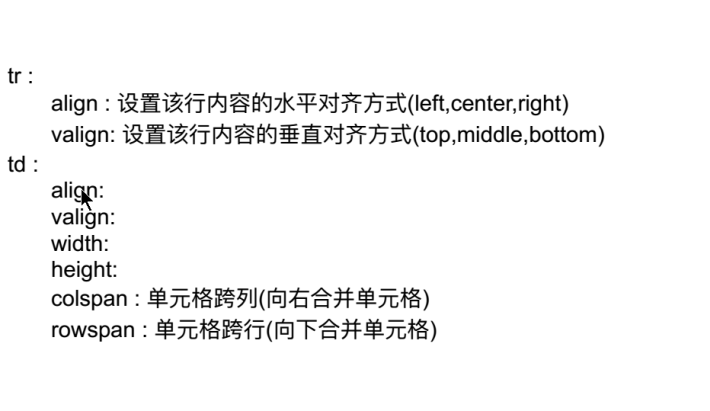 tr :
align : 设置该行内容的水平对齐方式(left,center,right)
valign: 设置该行内容的垂直对齐方式(top,middle,bottom)
td :
align:
valign:
width:
height:
colspan : 单元格跨列(向右合并单元格)
rowspan : 单元格跨行(向下合并单元格)